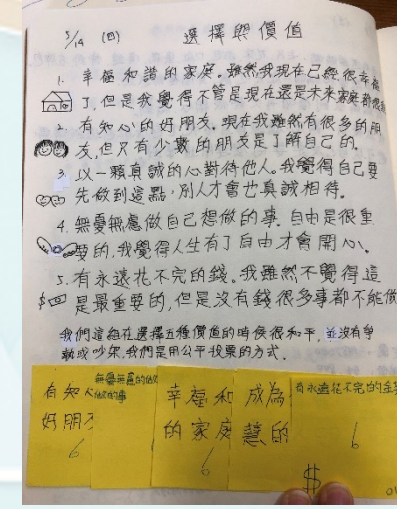 5/14 (四) 選擇與價值
1. 幸福和諧的家庭。雖然我現在已經很幸福
了,但是我覺得不管是現在還是未來家庭都很
2. 有知心的好朋友。現在我雖然有很多的朋
友,但只有少數的朋友是了解自己的。
3. 以一顆真誠的心對待他人。我覺得自己要
先做到這點,別人才會也真誠相待。
4. 無憂無慮做自己想做的事。自由是很重
要的,我覺得人生有了自由才會開心。
5. 有永遠花不完的錢。我雖然不覺得這
$ 是最重要的,但是沒有錢很多事都不能做
我們這組在選擇五種價值的時候很和平,並沒有爭
執或吵架,我們是用公平投票的方式。
有知
好朋
6
無憂無慮的做
做的事
幸福和
的家庭
6
成為
慧的
有永遠花不完的金
6
$